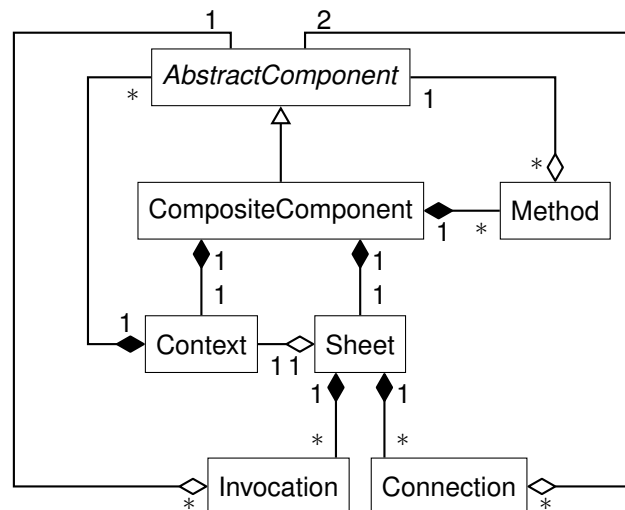 1 2
AbstractComponent
* 1
*
CompositeComponent
Method
1 *
1 1
1 1
1
Context
Sheet
1 1
1 1
* *
Invocation
Connection
* *